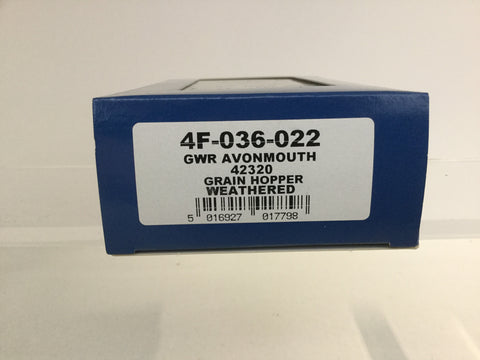 4F-036-022
GWR AVONMOUTH
42320
GRAIN HOPPER
WEATHERED
5 016927 017798